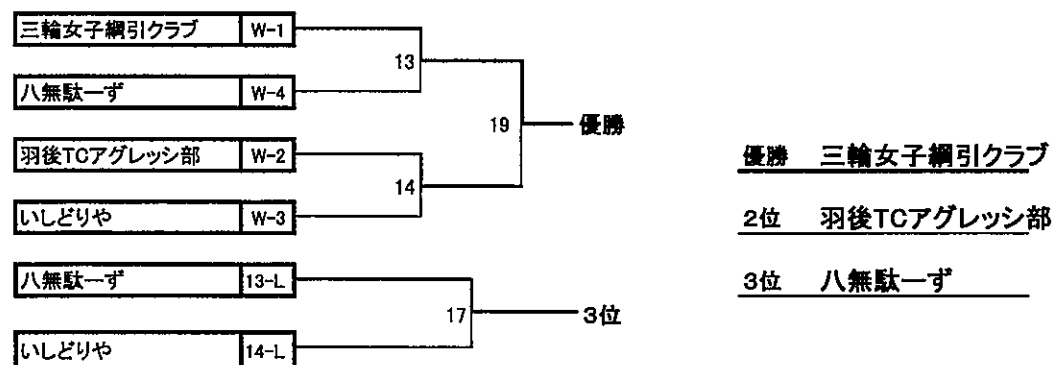 三輪女子綱引クラブ W-1
13
八無駄一ず W-4
19 優勝
羽後TCアグレッシ部 W-2
14
いしどりや W-3
八無駄一ず 13-L
17 3位
いしどりや 14-L
優勝 三輪女子綱引クラブ
2位 羽後TCアグレッシ部
3位 八無駄一ず